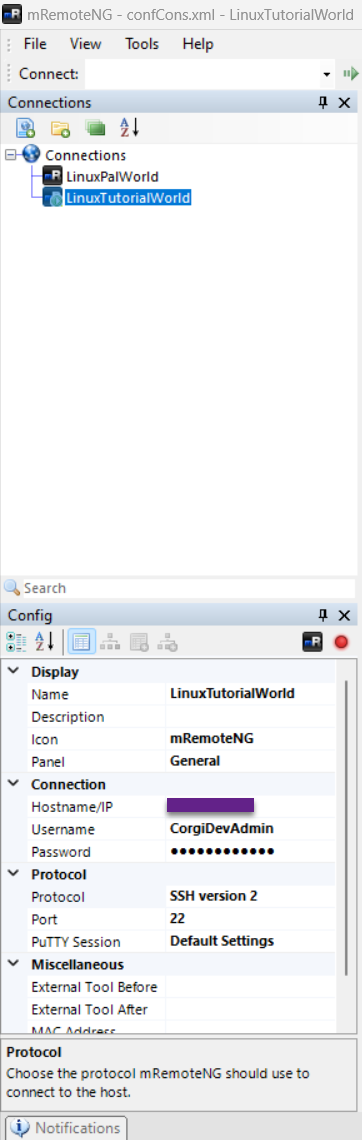 mRemoteNG - confCons.xml - LinuxTutorialWorld
File View Tools Help
Connect:
Connections
Connections
LinuxPalWorld
LinuxTutorialWorld
Search
Config
Display
Name LinuxTutorialWorld
Description
Icon mRemoteNG
Panel General
Connection
Hostname/IP
Username CorgiDevAdmin
Password ●●●●●●●●●●●●
Protocol
Protocol SSH version 2
Port 22
PuTTY Session Default Settings
Miscellaneous
External Tool Before
External Tool After
MAC Address
Protocol
Choose the protocol mRemoteNG should use to
connect to the host.
Notifications